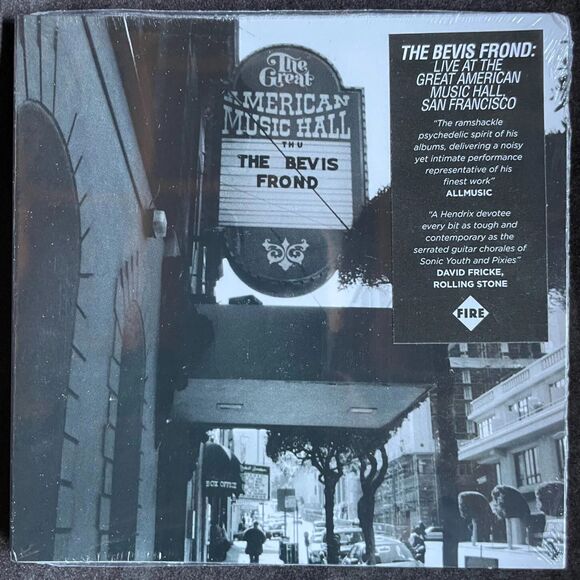 The
Great
AMERICAN
MUSIC HALL
THU
THE BEVIS
FROND
BOX OFFICE
THE BEVIS FROND:
LIVE AT THE
GREAT AMERICAN
MUSIC HALL,
SAN FRANCISCO
"The ramshackle
psychedelic spirit of his
albums, delivering a noisy
yet intimate performance
representative of his
finest work"
ALLMUSIC
"A Hendrix devotee
every bit as tough and
contemporary as the
serrated guitar chorales of
Sonic Youth and Pixies"
DAVID FRICKE,
ROLLING STONE
FIRE